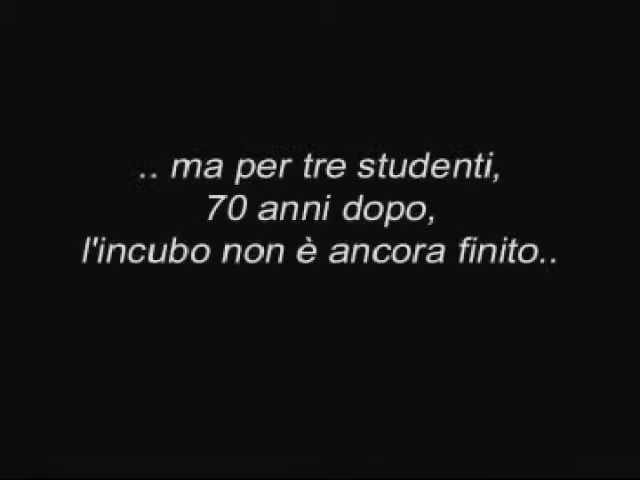 .. ma per tre studenti,
70 anni dopo,
l'incubo non è ancora finito..